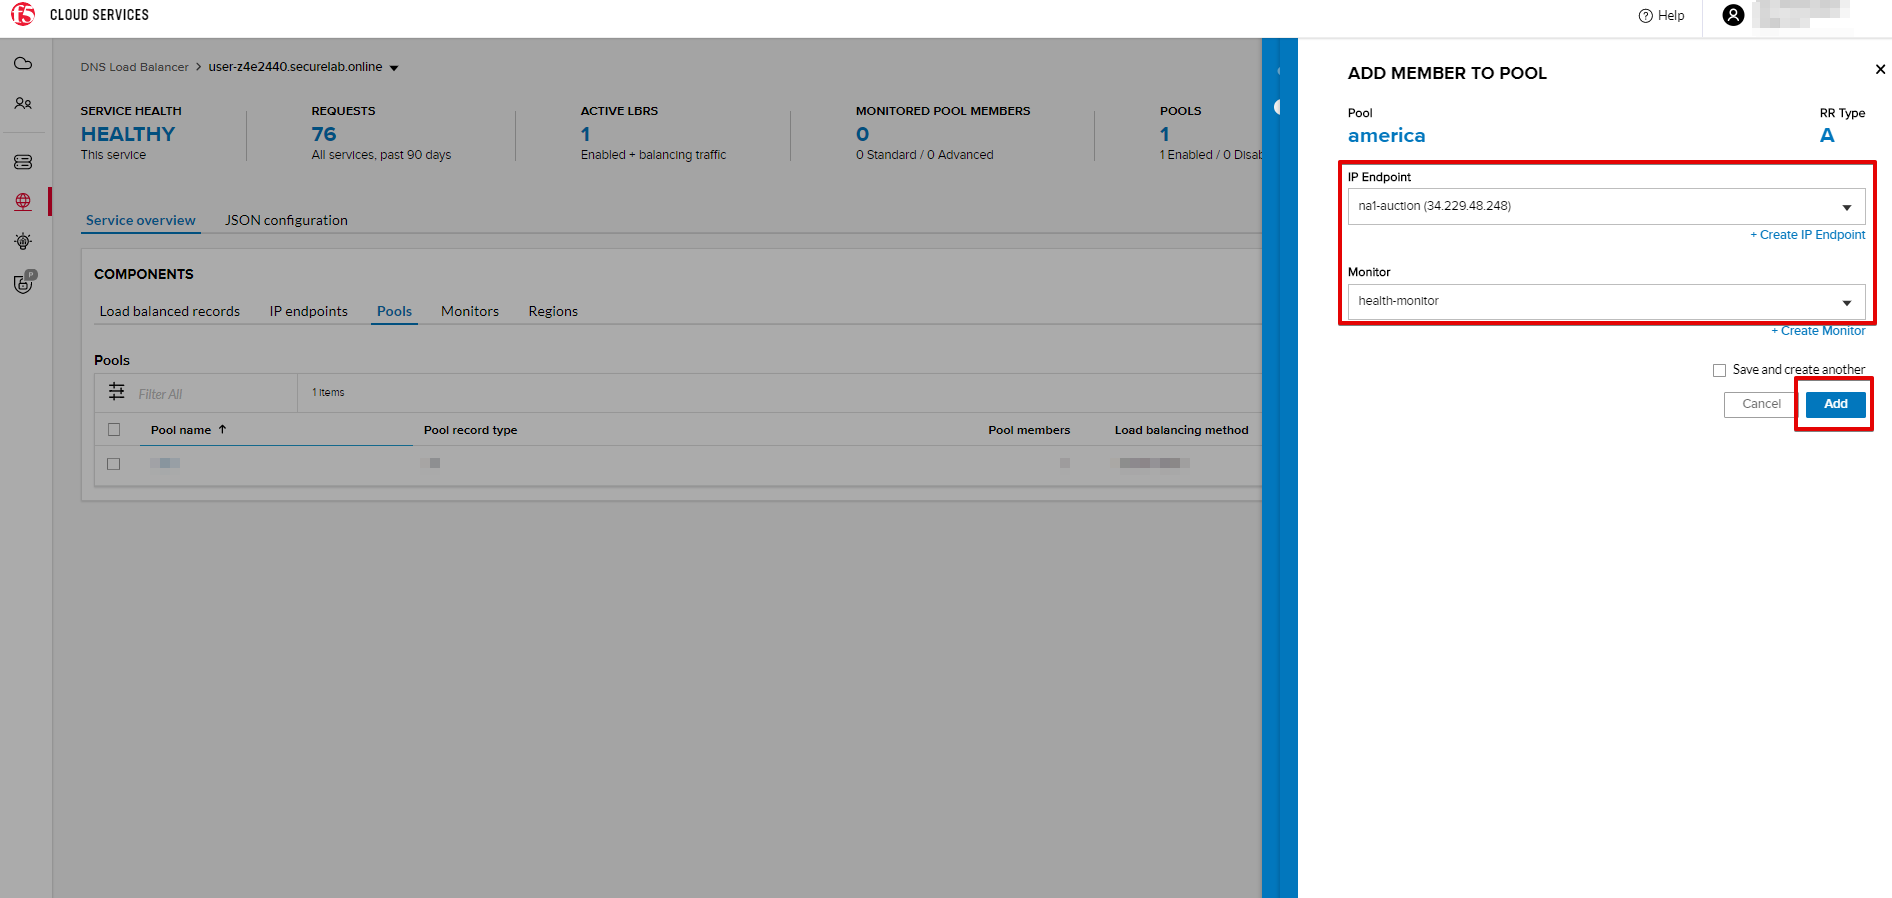 f5 CLOUD SERVICES
Help
DNS Load Balancer > user-z4e2440.securelab.online
SERVICE HEALTH
HEALTHY
This service
REQUESTS
76
All services, past 90 days
ACTIVE LBRS
1
Enabled + balancing traffic
MONITORED POOL MEMBERS
0
0 Standard / 0 Advanced
POOLS
1
1 Enabled / 0 Disab
Service overview
JSON configuration
COMPONENTS
Load balanced records
IP endpoints
Pools
Monitors
Regions
Pools
Filter All
1 Items
Pool name
Pool record type
Pool members
Load balancing method
P
ADD MEMBER TO POOL
Pool
america
RR Type
A
IP Endpoint
na1-auction (34.229.48.248)
+ Create IP Endpoint
Monitor
health-monitor
+ Create Monitor
Save and create another
Cancel
Add